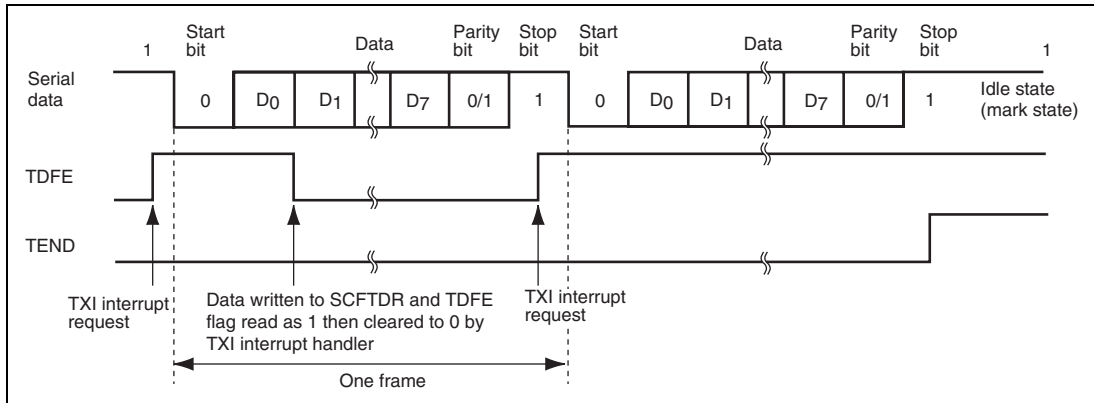 1 Start bit Data Parity bit Stop bit Start bit Data Parity bit Stop bit 1
Serial data 0 D0 D1 D7 0/1 1 0 D0 D1 D7 0/1 1 Idle state (mark state)
TDFE
TEND
TXI interrupt request
Data written to SCFTDR and TDFE
flag read as 1 then cleared to 0 by
TXI interrupt handler
TXI interrupt request
One frame